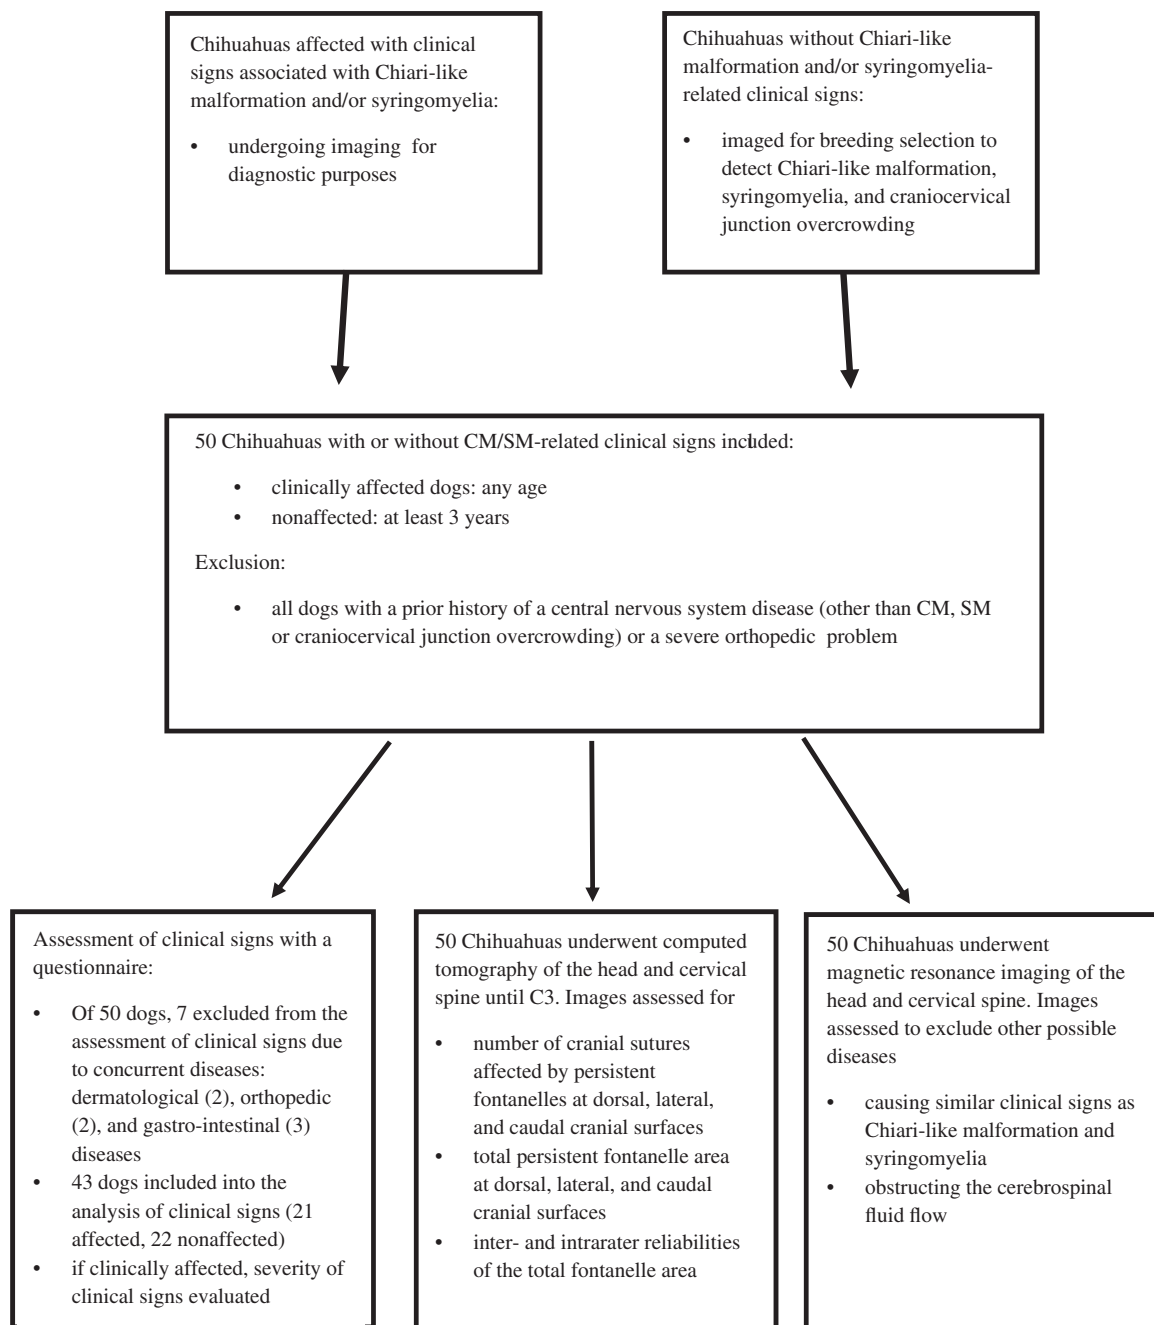 Chihuahuas affected with clinical
signs associated with Chiari-like
malformation and/or syringomyelia:
• undergoing imaging for
diagnostic purposes
Chihuahuas without Chiari-like
malformation and/or syringomyelia-
related clinical signs:
• imaged for breeding selection to
detect Chiari-like malformation,
syringomyelia, and craniocervical
junction overcrowding
50 Chihuahuas with or without CM/SM-related clinical signs included:
• clinically affected dogs: any age
• nonaffected: at least 3 years
Exclusion:
• all dogs with a prior history of a central nervous system disease (other than CM, SM
or craniocervical junction overcrowding) or a severe orthopedic problem
Assessment of clinical signs with a
questionnaire:
• Of 50 dogs, 7 excluded from the
assessment of clinical signs due
to concurrent diseases:
dermatological (2), orthopedic
(2), and gastro-intestinal (3)
diseases
• 43 dogs included into the
analysis of clinical signs (21
affected, 22 nonaffected)
• if clinically affected, severity of
clinical signs evaluated
50 Chihuahuas underwent computed
tomography of the head and cervical
spine until C3. Images assessed for
• number of cranial sutures
affected by persistent
fontanelles at dorsal, lateral,
and caudal cranial surfaces
• total persistent fontanelle area
at dorsal, lateral, and caudal
cranial surfaces
• inter- and intrarater reliabilities
of the total fontanelle area
50 Chihuahuas underwent
magnetic resonance imaging of the
head and cervical spine. Images
assessed to exclude other possible
diseases
• causing similar clinical signs as
Chiari-like malformation and
syringomyelia
• obstructing the cerebrospinal
fluid flow